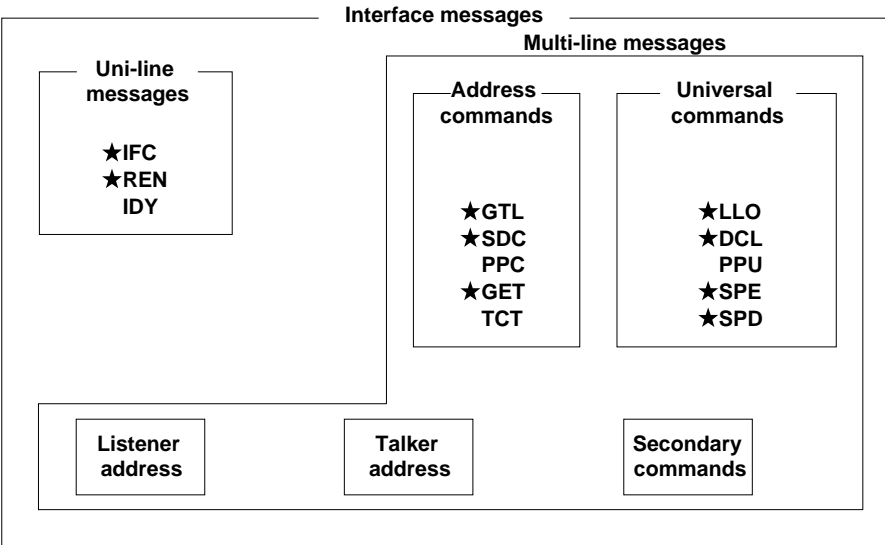 Interface messages
Multi-line messages
Uni-line
messages
★IFC
★REN
IDY
Address
commands
★GTL
★SDC
PPC
★GET
TCT
Universal
commands
★LLO
★DCL
PPU
★SPE
★SPD
Listener
address
Talker
address
Secondary
commands